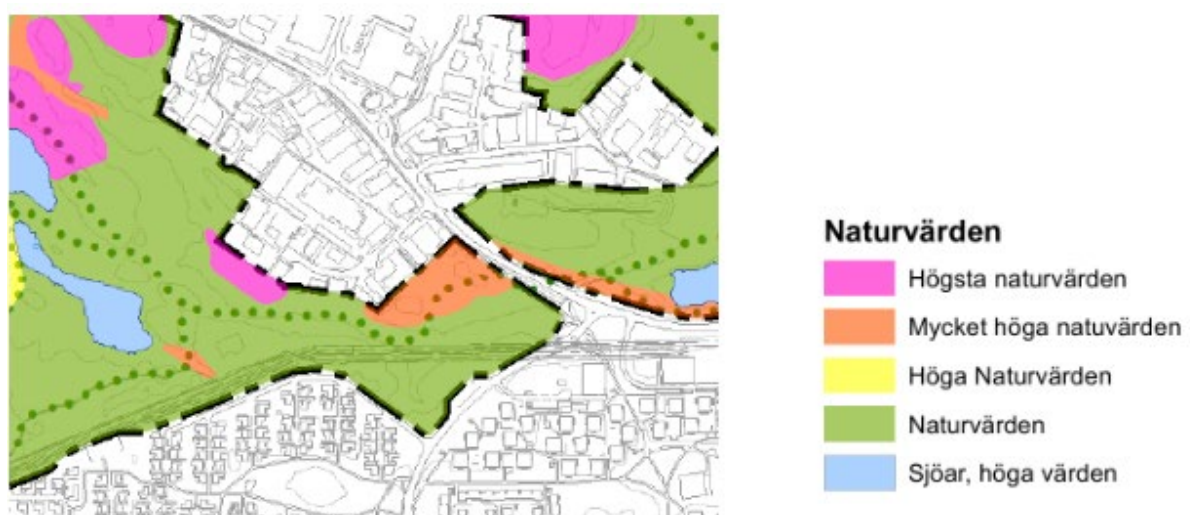 Naturvärden
Högsta naturvärden
Mycket höga natuvärden
Höga Naturvärden
Naturvärden
Sjöar, höga värden